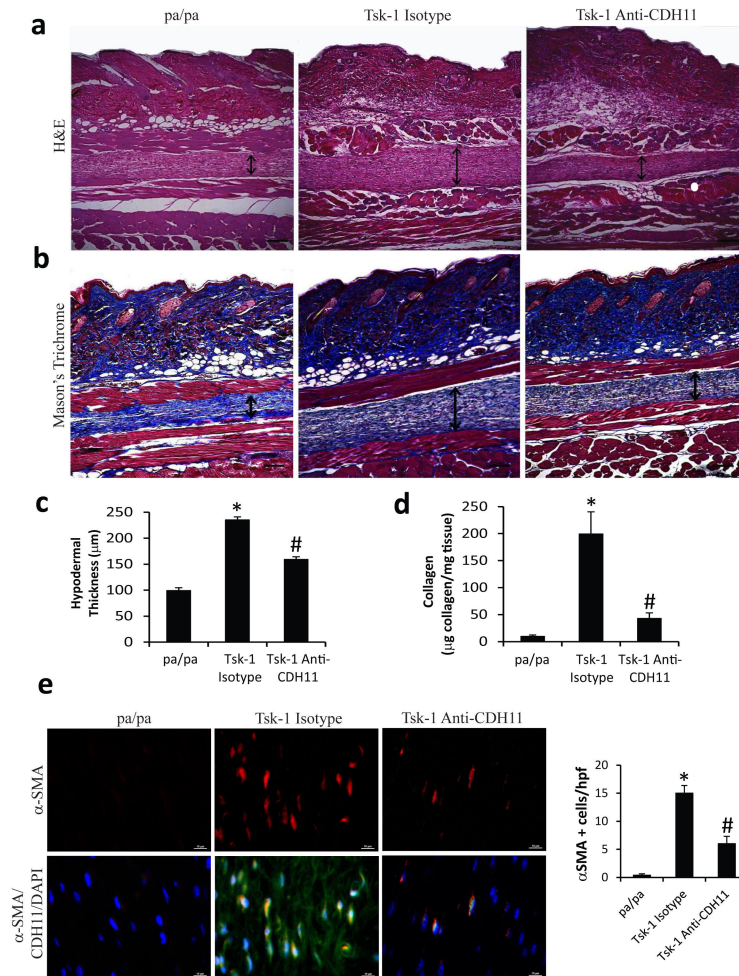 pa/pa
Tsk-1 Isotype
Tsk-1 Anti-CDH11
a
H&E
b
Mason's Trichrome
c
Hypodermal
Thickness (μm)
250
200
150
100
50
0
*
#
pa/pa
Tsk-1
Isotype
Tsk-1 Anti-
CDH11
d
Collagen
(μg collagen/mg tissue)
250
200
150
200
50
0
*
#
pa/pa
Tsk-1
Isotype
Tsk-1 Anti-
CDH11
e
pa/pa
Tsk-1 Isotype
Tsk-1 Anti-CDH11
α-SMA
α-SMA/
CDH11/DAPI
αSMA + cells/hpf
20
15
10
5
0
*
#
pa/pa
Tsk-1 Isotype
Tsk-1 Anti-CDH11